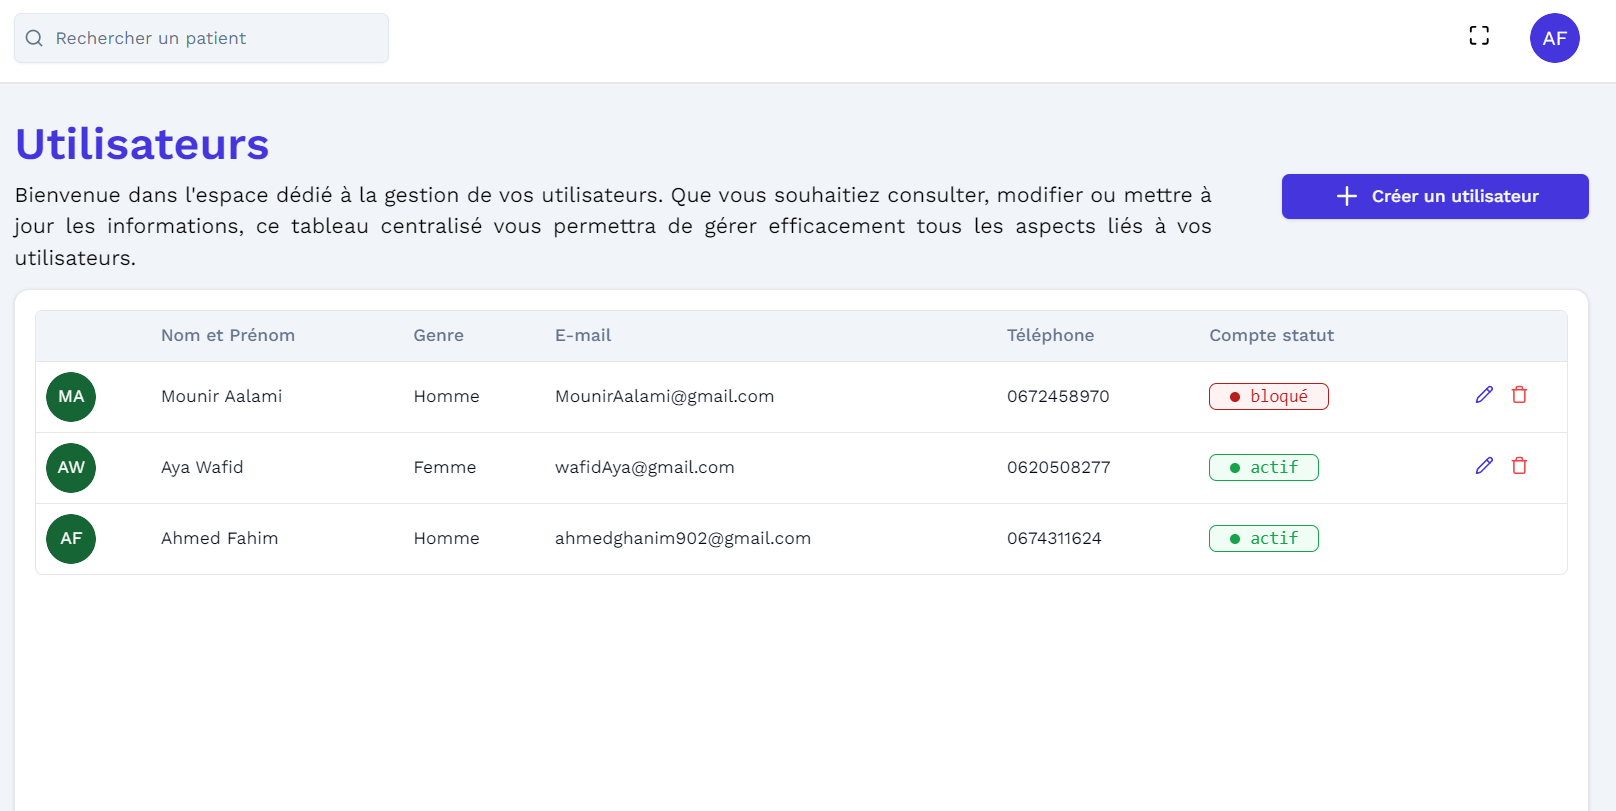 Rechercher un patient
AF
Utilisateurs
Bienvenue dans l'espace dédié à la gestion de vos utilisateurs. Que vous souhaitiez consulter, modifier ou mettre à
jour les informations, ce tableau centralisé vous permettra de gérer efficacement tous les aspects liés à vos
utilisateurs.
Créer un utilisateur
Nom et Prénom Genre E-mail Téléphone Compte statut
MA Mounir Aalami Homme MounirAalami@gmail.com 0672458970 bloqué
AW Aya Wafid Femme wafidAya@gmail.com 0620508277 actif
AF Ahmed Fahim Homme ahmedghanim902@gmail.com 0674311624 actif